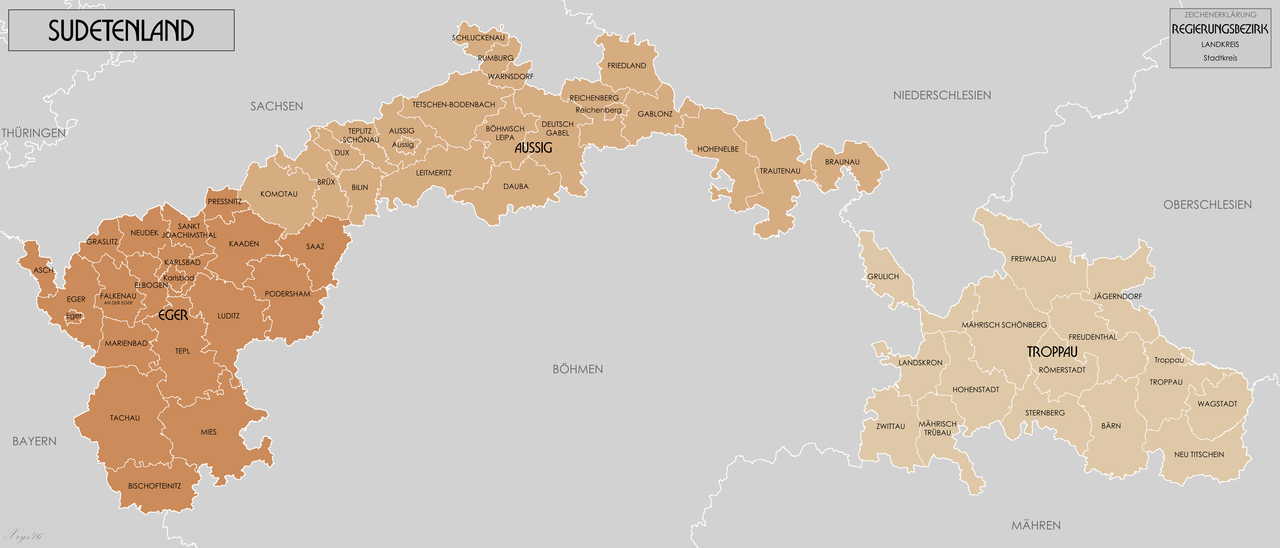 SUDETENLAND
ZEICHENERKLÄRUNG
REGIERUNGSBEZIRK
LANDKREIS
Stadtkreis
THÜRINGEN
SACHSEN
NIEDERSCHLESIEN
OBERSCHLESIEN
BÖHMEN
BAYERN
MÄHREN
SCHLUCKENAU
RUMBURG
WARNSDORF
FRIEDLAND
TETSCHEN-BODENBACH
REICHENBERG
Reichenberg
GABLONZ
TEPLITZ
SCHÖNAU
AUSSIG
Aussig
BÖHMISCH
LEIPA
DEUTSCH
GABEL
AUSSIG
DUX
BRÜX
BILIN
LEITMERITZ
DAUBA
KOMOTAU
HOHENELBE
TRAUTENAU
BRAUNAU
PRESSNITZ
GRASLITZ
NEUDEK
SANKT
JOACHIMSTHAL
KAADEN
SAAZ
ASCH
KARLSBAD
Karlsbad
ELBOGEN
FALKENAU
AN DER EGER
EGER
Eger
EGER
LUDITZ
PODERSHAM
MARIENBAD
TEPL
TACHAU
MIES
BISCHOFTEINITZ
GRULICH
FREIWALDAU
JÄGERNDORF
MÄHRISCH SCHÖNBERG
FREUDENTHAL
TROPPAU
RÖMERSTADT
Troppau
TROPPAU
LANDSKRON
HOHENSTADT
WAGSTADT
ZWITTAU
MÄHRISCH
TRÜBAU
STERNBERG
BÄRN
NEU TITSCHEIN
Xrys76